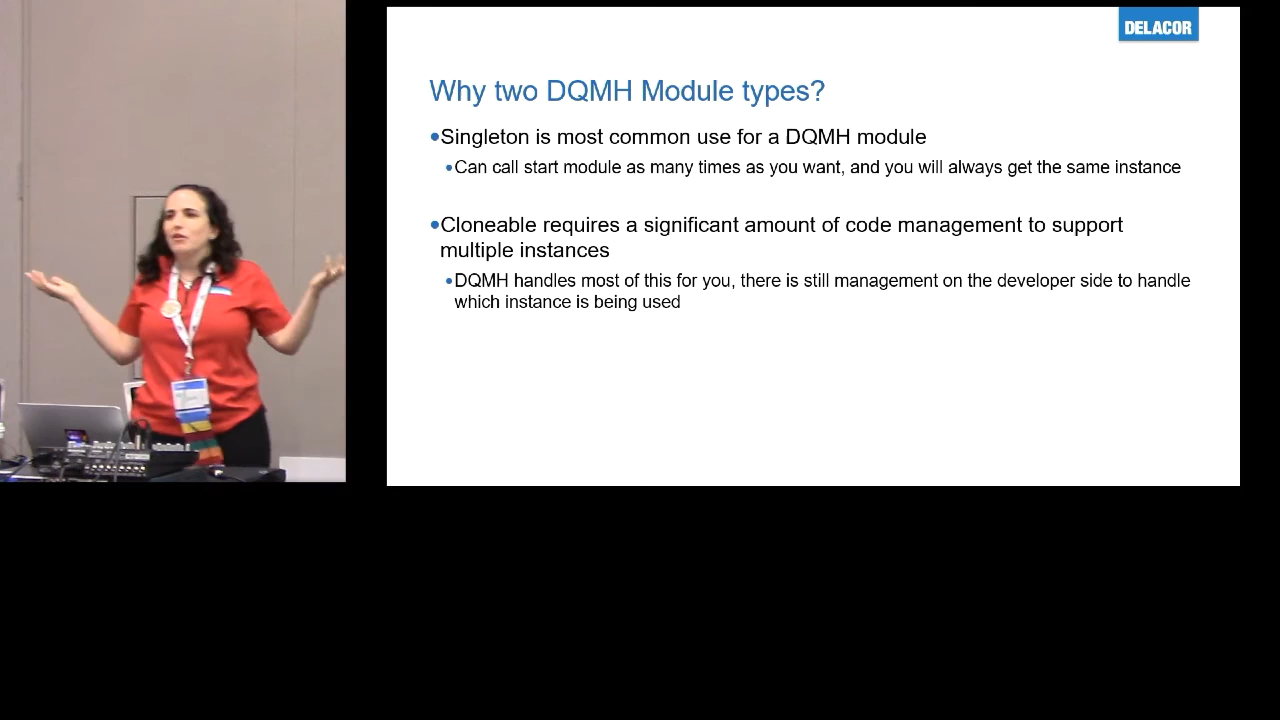 DELACOR
Why two DQMH Module types?
•Singleton is most common use for a DQMH module
•Can call start module as many times as you want, and you will always get the same instance
•Cloneable requires a significant amount of code management to support
multiple instances
•DQMH handles most of this for you, there is still management on the developer side to handle
which instance is being used